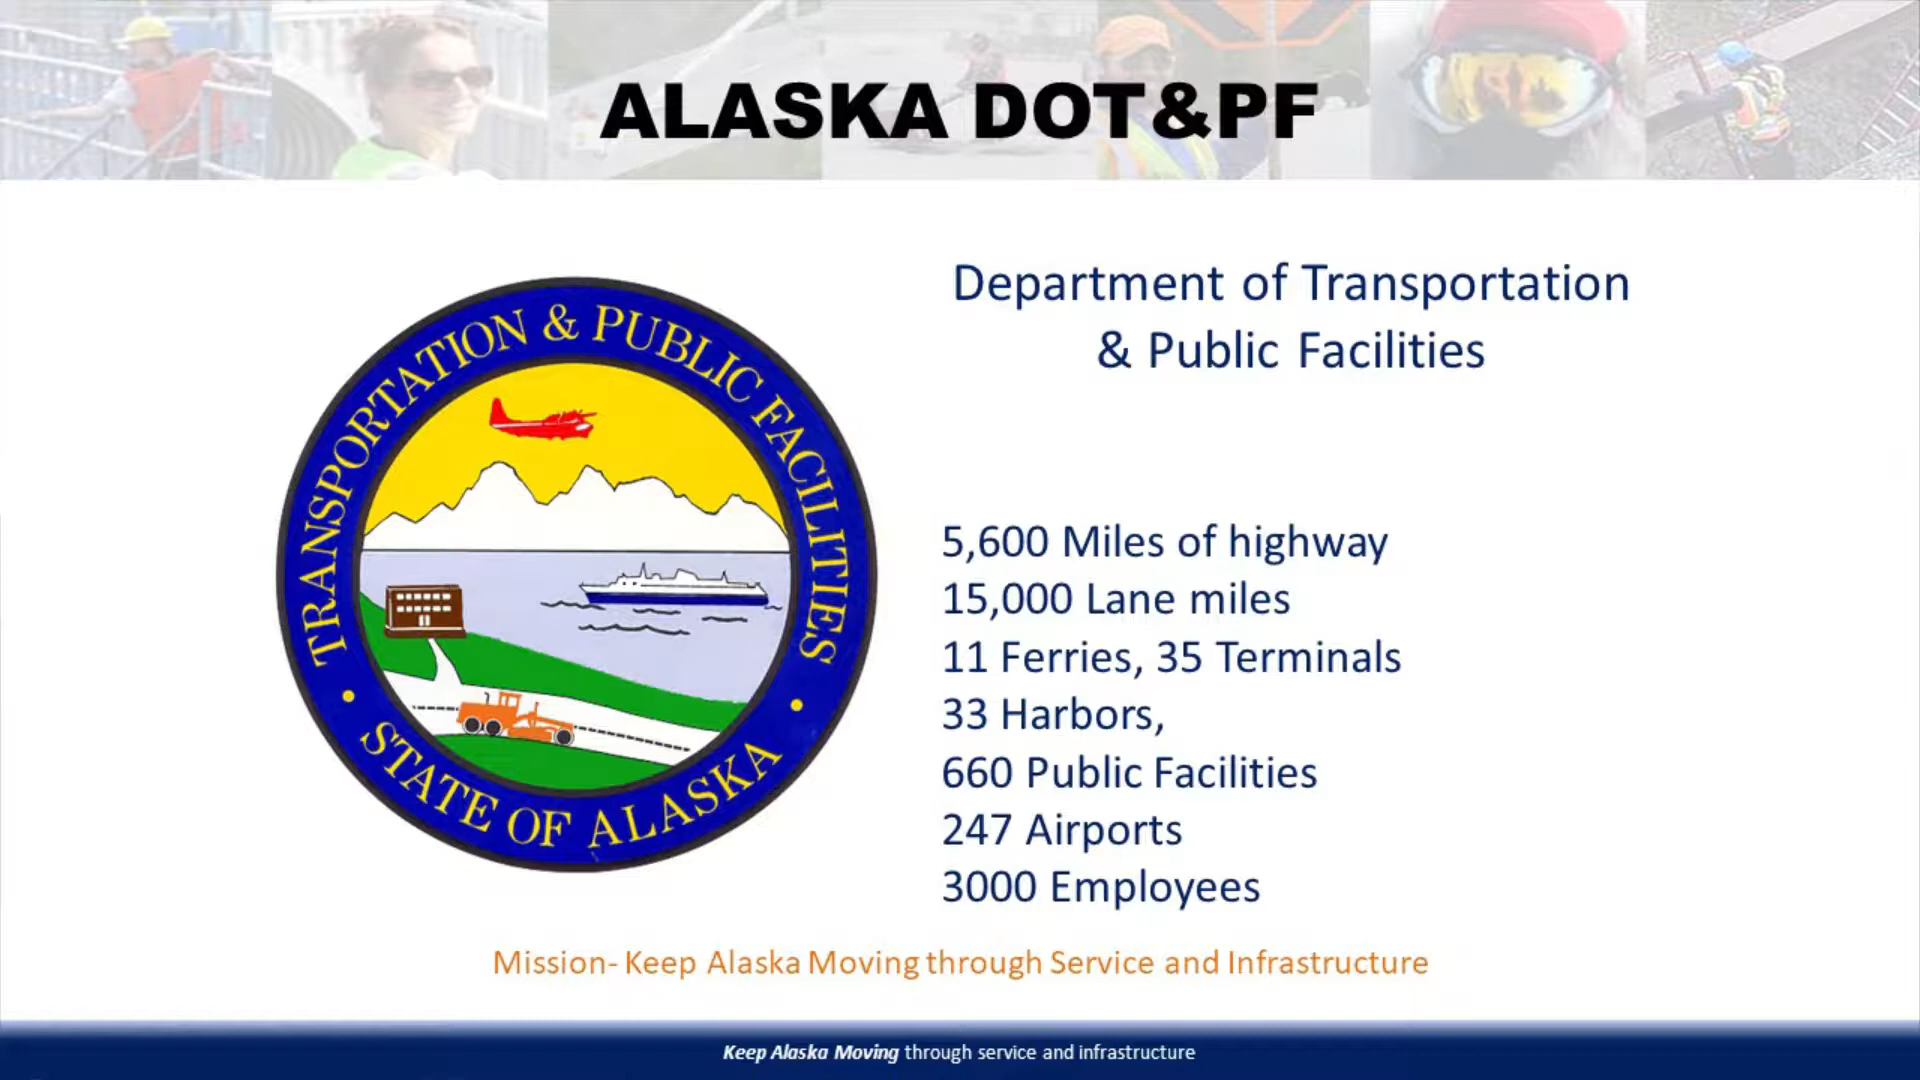 ALASKA DOT&PF
Department of Transportation
& Public Facilities
TRANSPORTATION & PUBLIC FACILITIES
STATE OF ALASKA
5,600 Miles of highway
15,000 Lane miles
11 Ferries, 35 Terminals
33 Harbors,
660 Public Facilities
247 Airports
3000 Employees
Mission- Keep Alaska Moving through Service and Infrastructure
Keep Alaska Moving through service and infrastructure